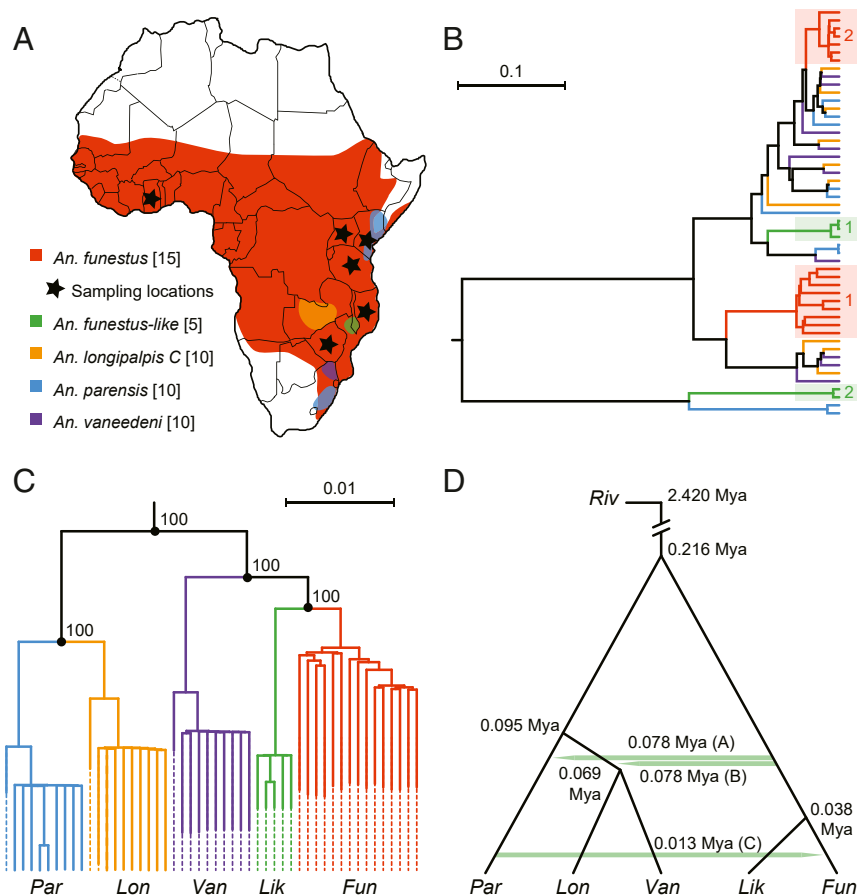 A
An. funestus [15]
Sampling locations
An. funestus-like [5]
An. longipalpis C [10]
An. parensis [10]
An. vaneedeni [10]
B
0.1
2
1
1
2
C
0.01
100
100
100
100
Par Lon Van Lik Fun
D
Riv
2.420 Mya
0.216 Mya
0.095 Mya
0.078 Mya (A)
0.078 Mya (B)
0.069
Mya
0.038
Mya
0.013 Mya (C)
Par Lon Van Lik Fun